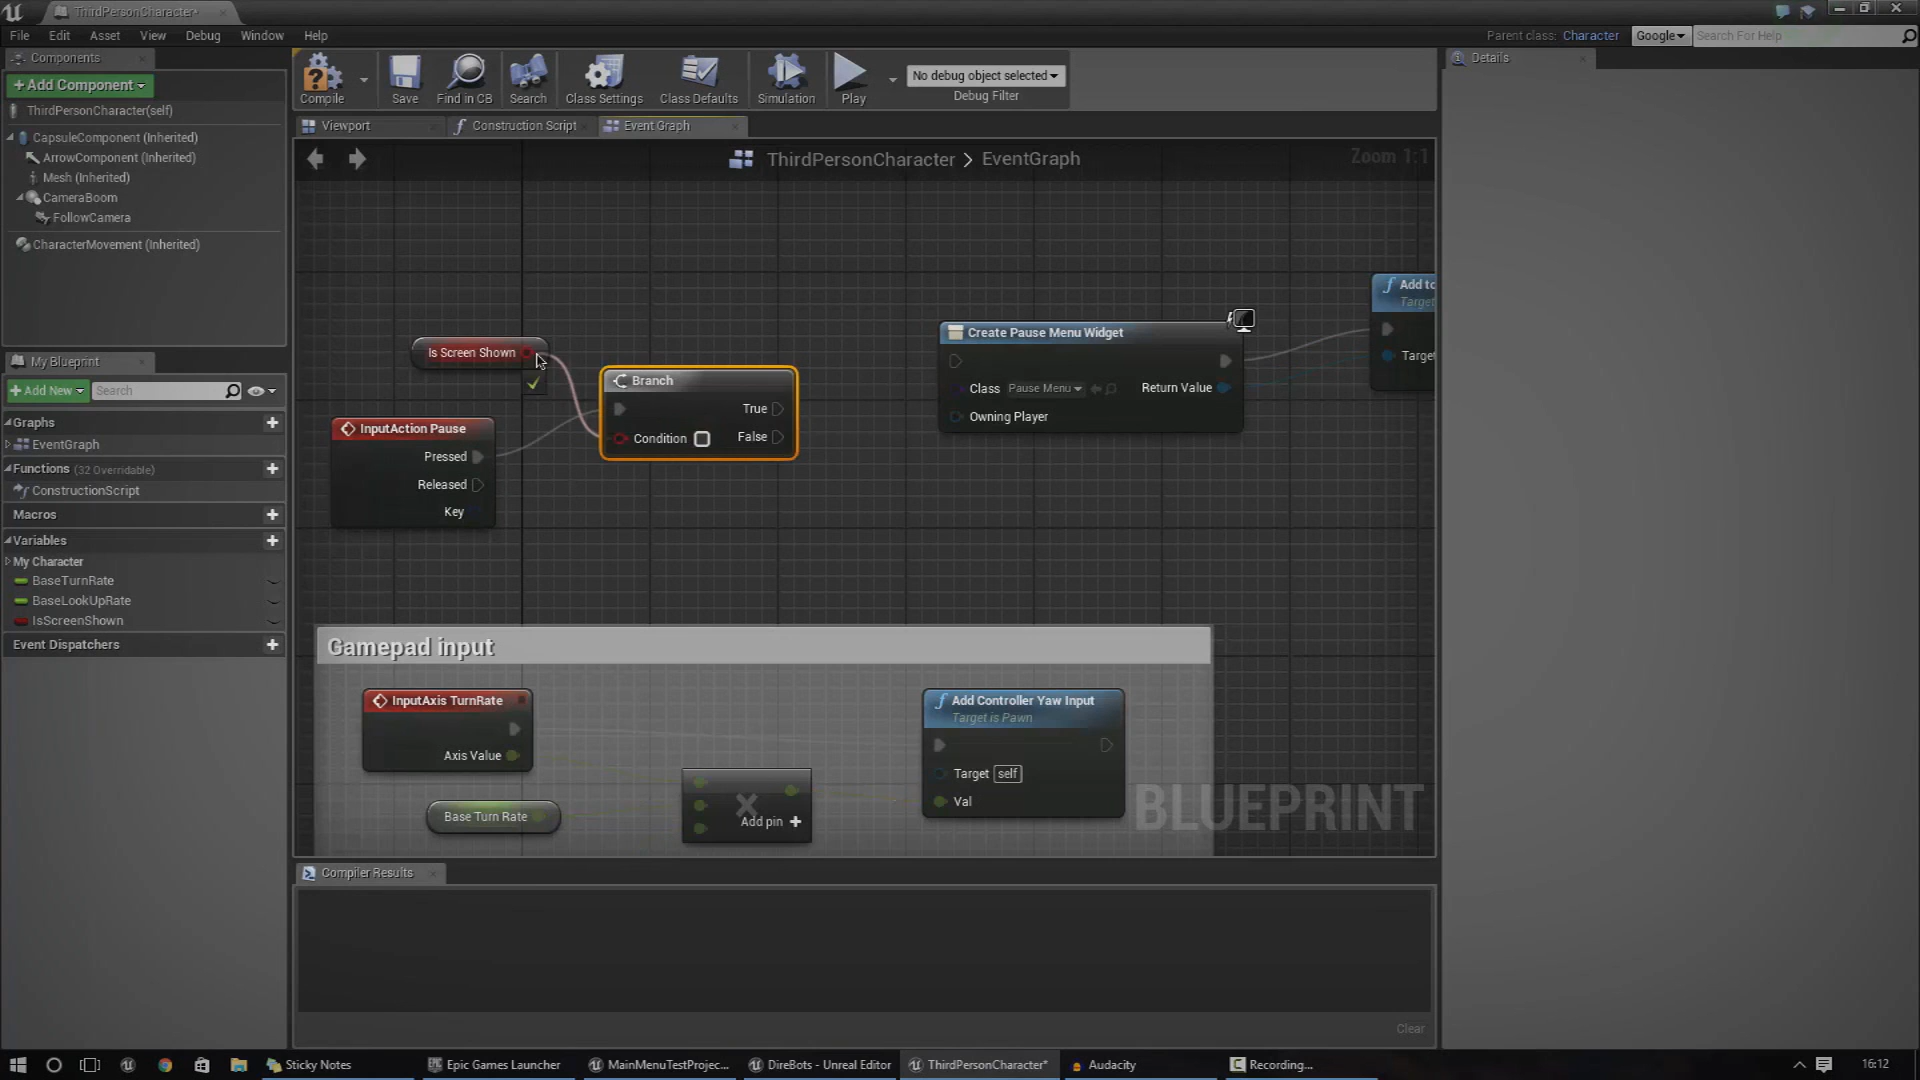 ThirdPersonCharacter*
File Edit Asset View Debug Window Help
Parent class: Character Google Search For Help
Components
+ Add Component
ThirdPersonCharacter(self)
CapsuleComponent (Inherited)
ArrowComponent (Inherited)
Mesh (Inherited)
CameraBoom
FollowCamera
CharacterMovement (Inherited)
Compile
Save
Find in CB
Search
Class Settings
Class Defaults
Simulation
Play
No debug object selected
Debug Filter
Details
Viewport
Construction Script
Event Graph
ThirdPersonCharacter > EventGraph
Zoom 1:1
My Blueprint
+ Add New
Search
Graphs
EventGraph
Functions (32 Overridable)
ConstructionScript
Macros
Variables
My Character
BaseTurnRate
BaseLookUpRate
IsScreenShown
Event Dispatchers
Is Screen Shown
InputAction Pause
Pressed
Released
Key
Branch
True
Condition
False
Create Pause Menu Widget
Class Pause Menu
Return Value
Owning Player
Add to
Target
Target
Gamepad input
InputAxis TurnRate
Axis Value
Base Turn Rate
Add pin +
Add Controller Yaw Input
Target is Pawn
Target self
Val
BLUEPRINT
Compiler Results
Clear
Sticky Notes
Epic Games Launcher
MainMenuTestProjec...
DireBots - Unreal Editor
ThirdPersonCharacter*
Audacity
Recording...
16:12